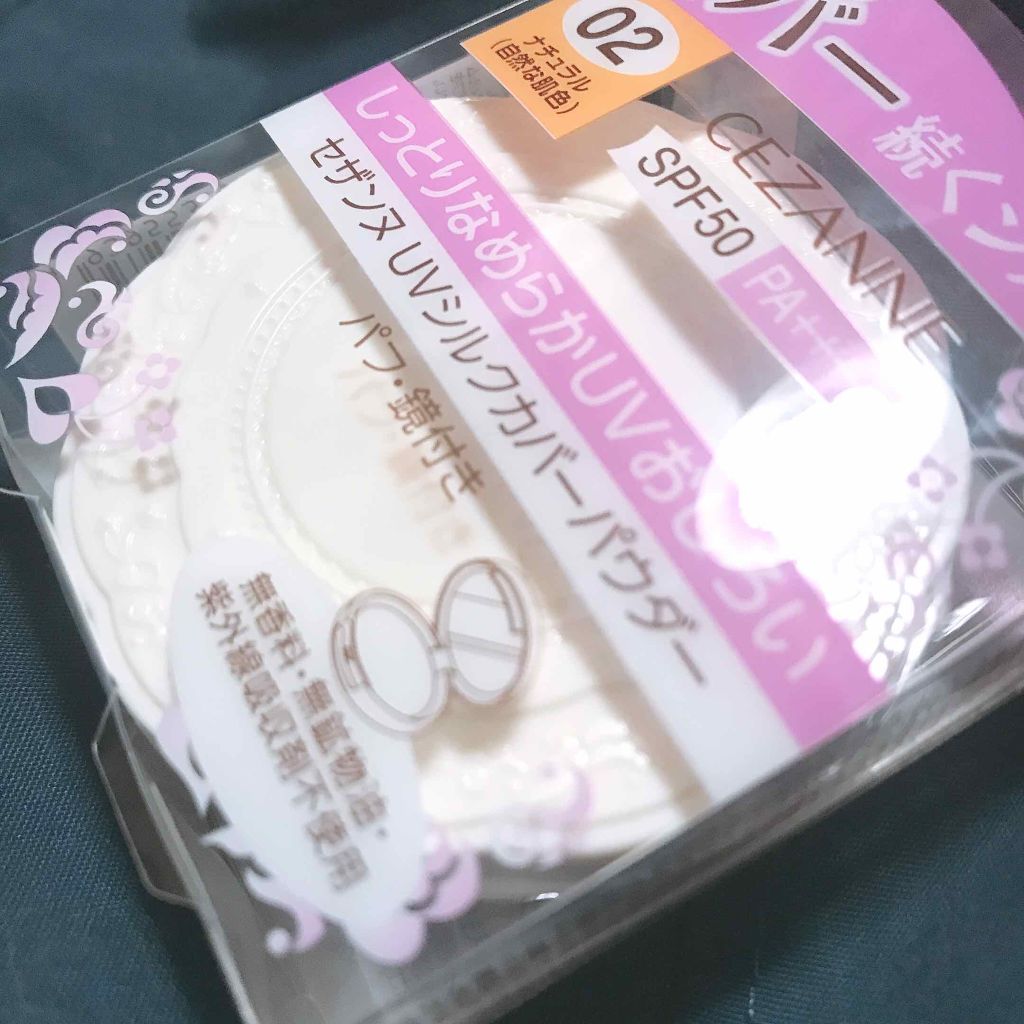 バー続くツ
02
ナチュラル
(自然な肌色)
CEZANNE
SPF50
PA++
しっとりなめらかUVおしろい
セザンヌ UVシルクカバーパウダー
パフ・鏡付き
無香料・無鉱物油・
紫外線吸収剤不使用